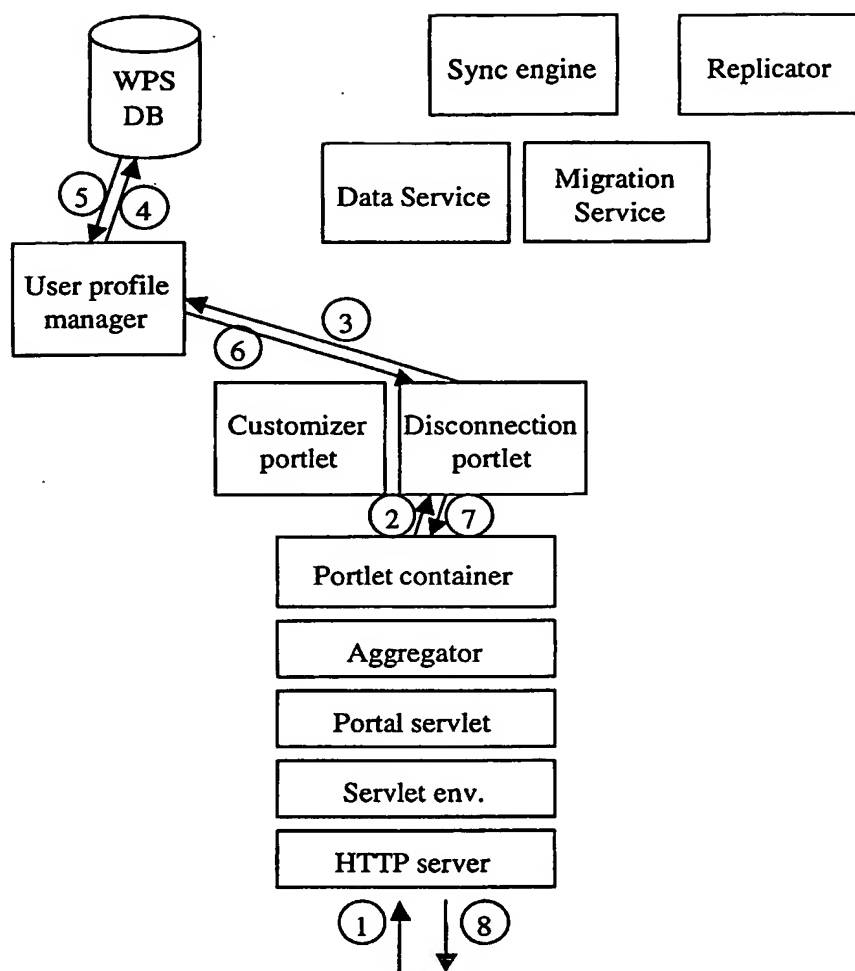 WPS
DB
Sync engine
Replicator
Data Service
Migration
Service
5
4
User profile
manager
3
6
Customizer
portlet
Disconnection
portlet
2
7
Portlet container
Aggregator
Portal servlet
Servlet env.
HTTP server
1
8